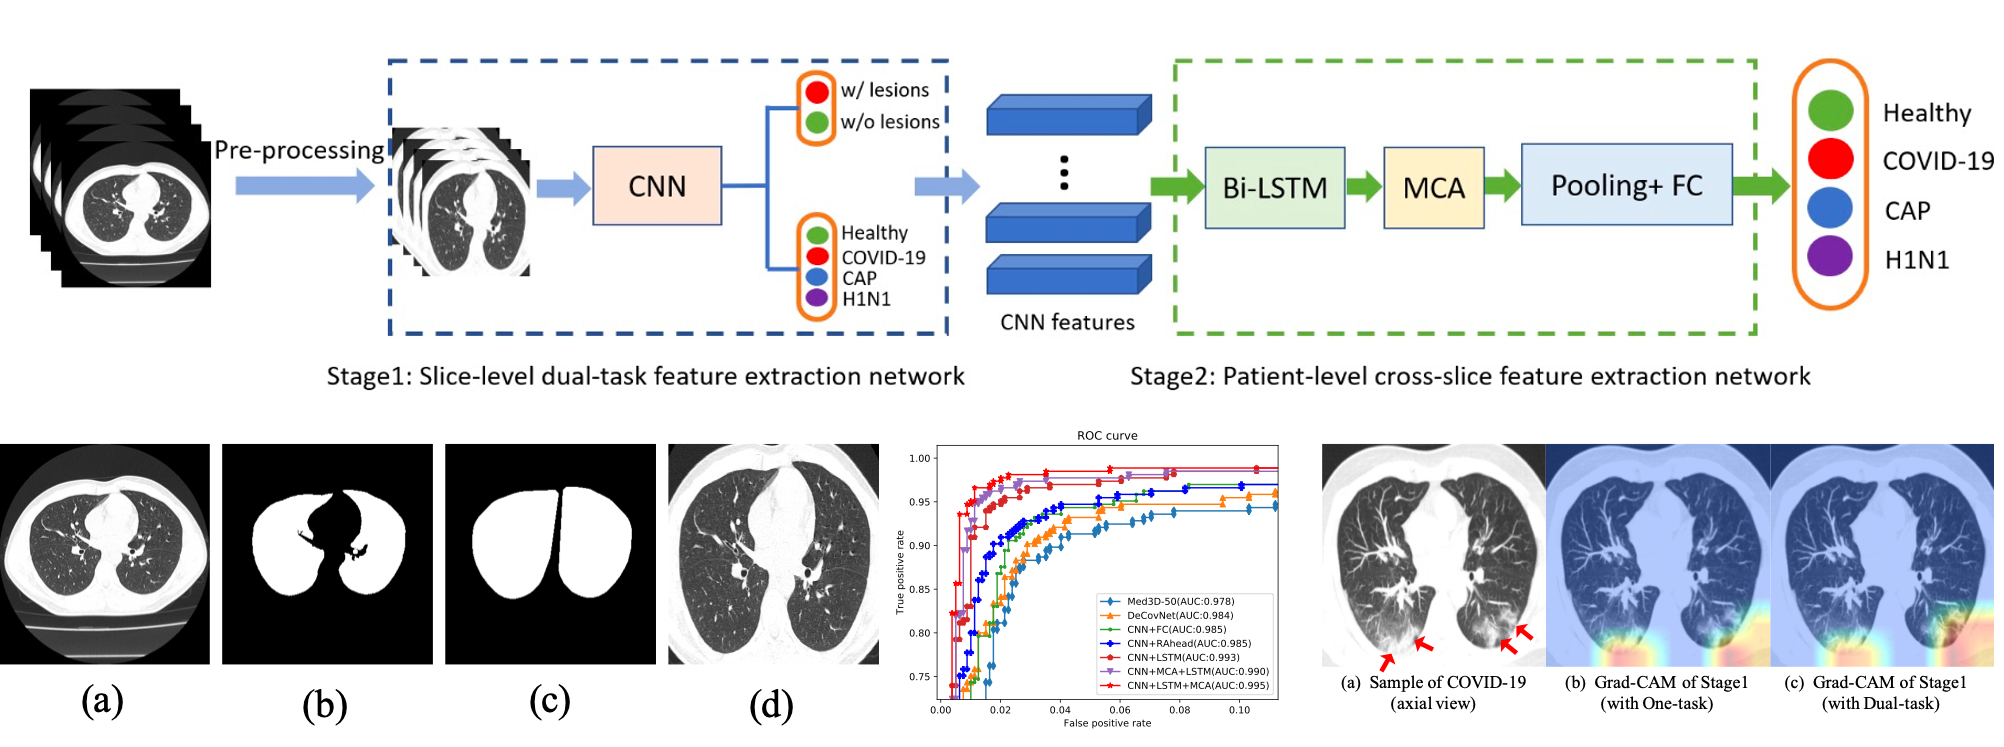 Pre-processing
CNN
w/ lesions
w/o lesions
Healthy
COVID-19
CAP
H1N1
CNN features
Bi-LSTM
MCA
Pooling+ FC
Healthy
COVID-19
CAP
H1N1
Stage1: Slice-level dual-task feature extraction network
Stage2: Patient-level cross-slice feature extraction network
(a)
(b)
(c)
(d)
ROC curve
True positive rate
1.00
0.95
0.90
0.85
0.80
0.75
Med3D-50(AUC:0.978)
DeCovNet(AUC:0.984)
CNN+FC(AUC:0.985)
CNN+RAhead(AUC:0.985)
CNN+LSTM(AUC:0.993)
CNN+MCA+LSTM(AUC:0.990)
CNN+LSTM+MCA(AUC:0.995)
0.00 0.02 0.04 0.06 0.08 0.10
False positive rate
(a) Sample of COVID-19
(axial view)
(b) Grad-CAM of Stage1
(with One-task)
(c) Grad-CAM of Stage1
(with Dual-task)